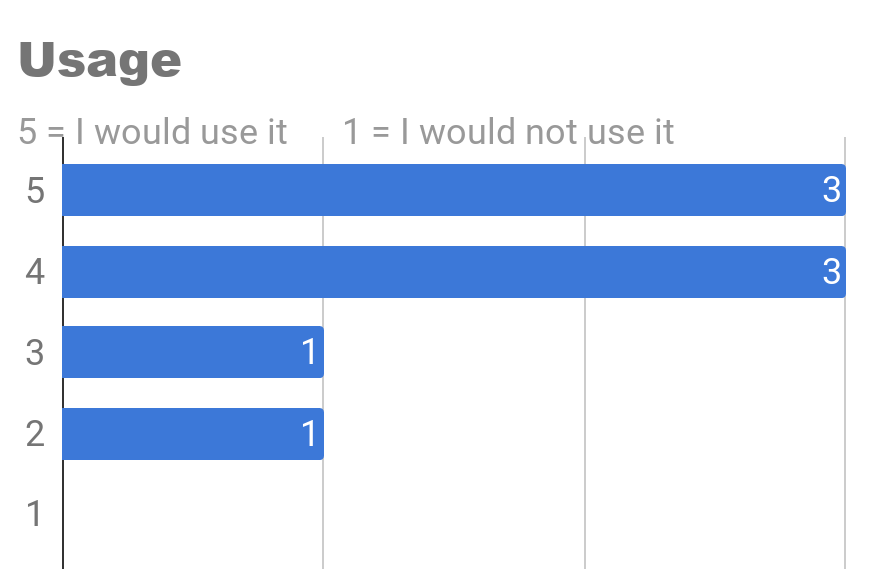 Usage
5 = I would use it 1 = I would not use it
5 3
4 3
3 1
2 1
1